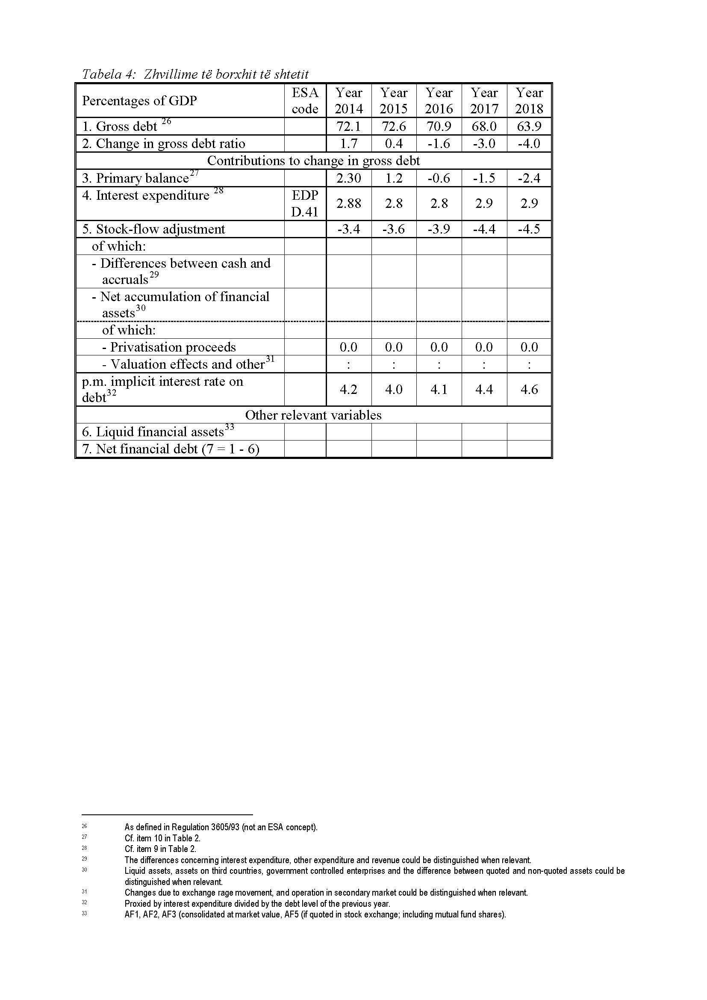 Tabela 4: Zhvillime të borxhit të shtetit
Percentages of GDP ESA code Year 2014 Year 2015 Year 2016 Year 2017 Year 2018
1. Gross debt 26 72.1 72.6 70.9 68.0 63.9
2. Change in gross debt ratio 1.7 0.4 -1.6 -3.0 -4.0
Contributions to change in gross debt
3. Primary balance27 2.30 1.2 -0.6 -1.5 -2.4
4. Interest expenditure 28 EDP D.41 2.88 2.8 2.8 2.9 2.9
5. Stock-flow adjustment -3.4 -3.6 -3.9 -4.4 -4.5
of which:
- Differences between cash and
accruals29
- Net accumulation of financial
assets30
of which:
- Privatisation proceeds 0.0 0.0 0.0 0.0 0.0
- Valuation effects and other31 : : : : :
p.m. implicit interest rate on
debt32 4.2 4.0 4.1 4.4 4.6
Other relevant variables
6. Liquid financial assets33
7. Net financial debt (7 = 1 - 6)
26 As defined in Regulation 3605/93 (not an ESA concept).
27 Cf. item 10 in Table 2.
28 Cf. item 9 in Table 2.
29 The differences concerning interest expenditure, other expenditure and revenue could be distinguished when relevant.
30 Liquid assets, assets on third countries, government controlled enterprises and the difference between quoted and non-quoted assets could be
distinguished when relevant.
31 Changes due to exchange rage movement, and operation in secondary market could be distinguished when relevant.
32 Proxied by interest expenditure divided by the debt level of the previous year.
33 AF1, AF2, AF3 (consolidated at market value, AF5 (if quoted in stock exchange; including mutual fund shares).